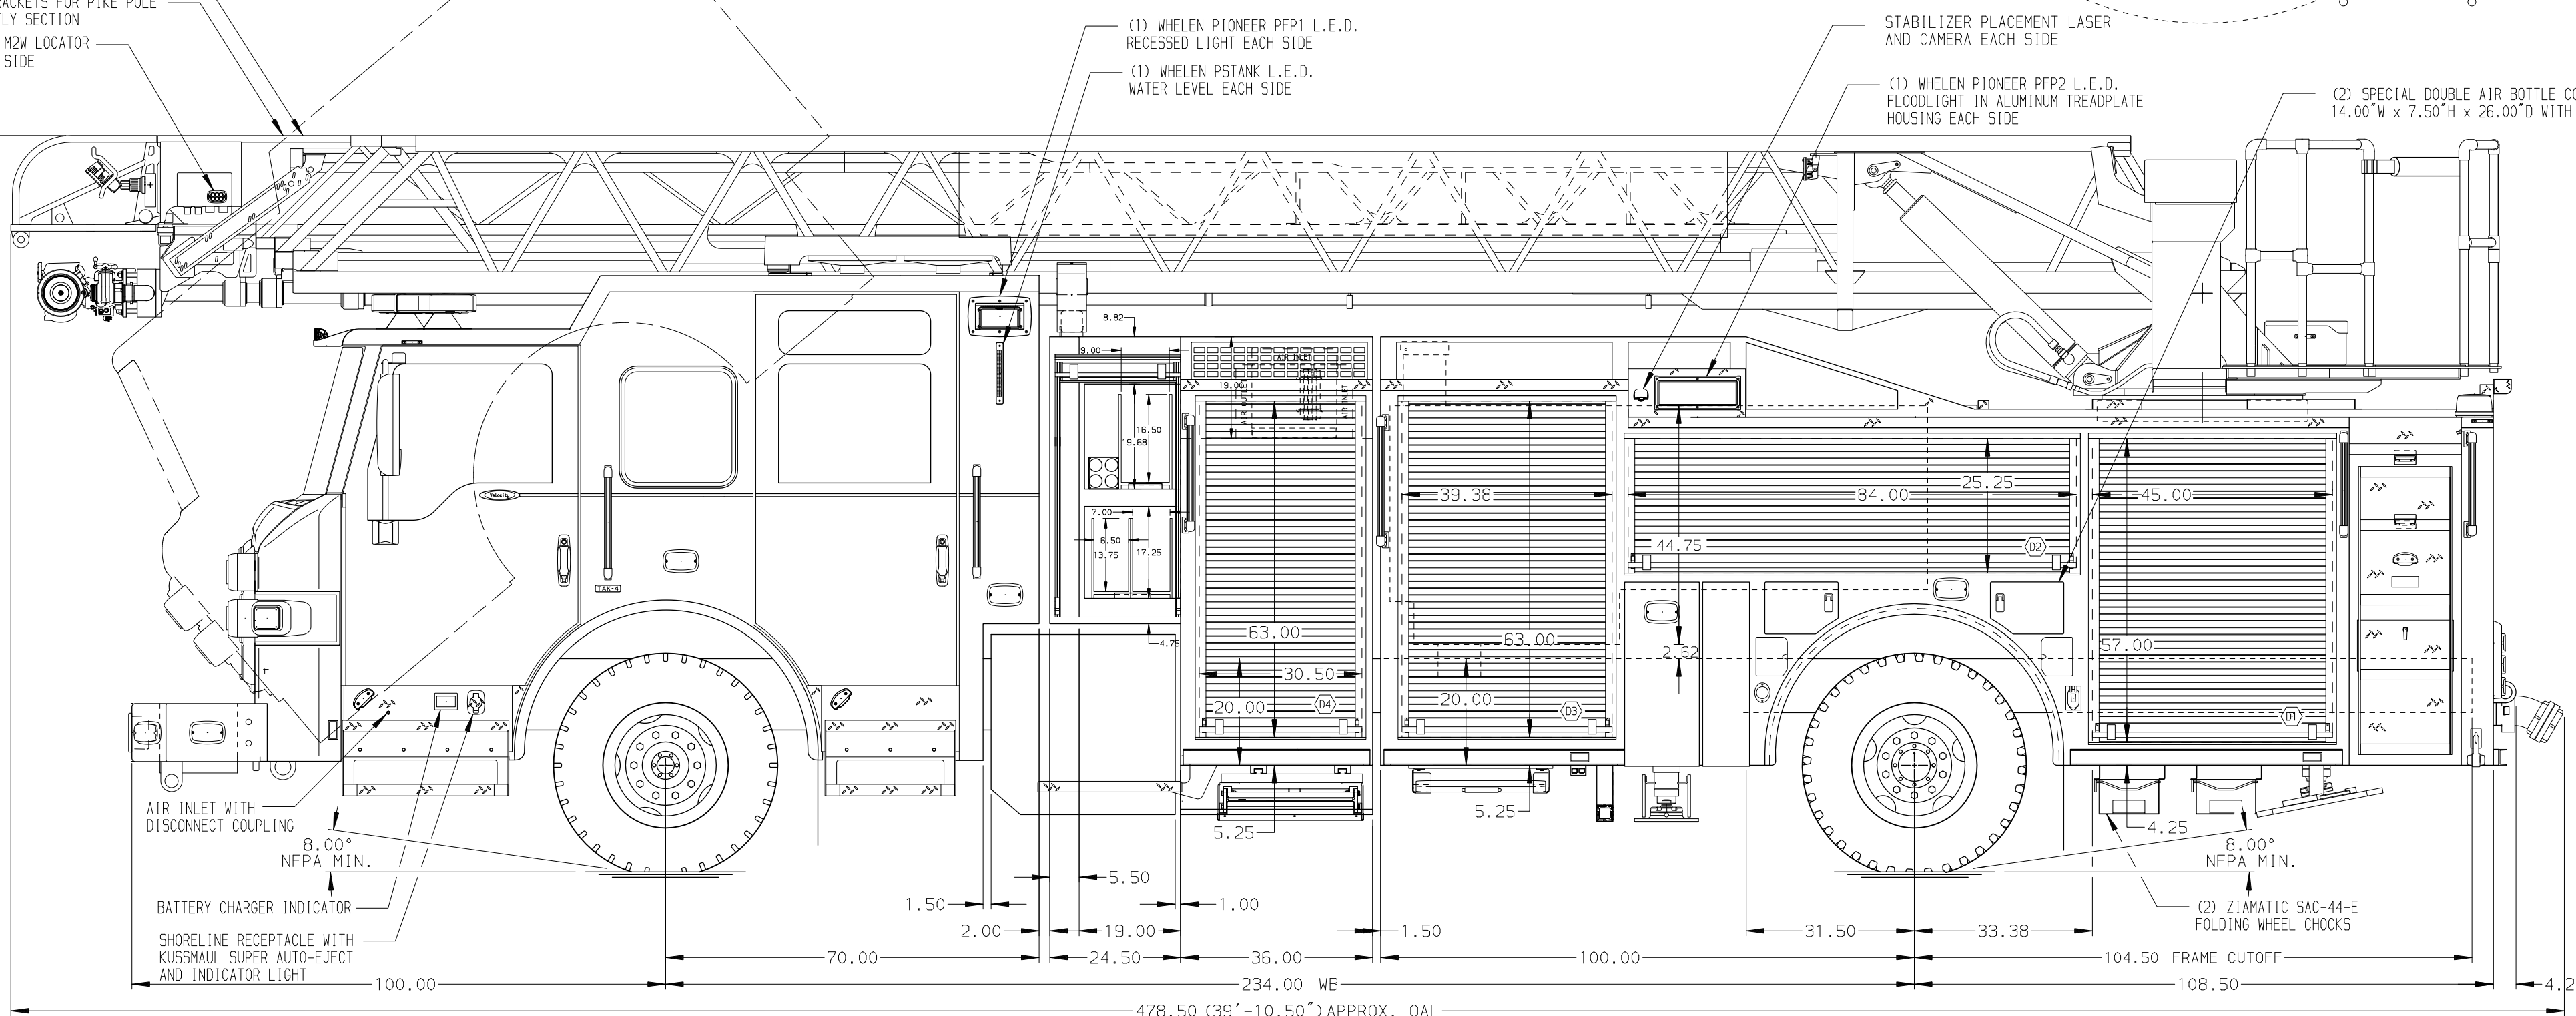 FOR PIKE POLE
SECTION
M2W LOCATOR
SIDE
(1) WHELEN PIONEER PFP1 L.E.D.
RECESSED LIGHT EACH SIDE
(1) WHELEN PSTANK L.E.D.
WATER LEVEL EACH SIDE
STABILIZER PLACEMENT LASER
AND CAMERA EACH SIDE
(1) WHELEN PIONEER PFP2 L.E.D.
FLOODLIGHT IN ALUMINUM TREADPLATE
HOUSING EACH SIDE
(2) SPECIAL DOUBLE AIR BOTTLE
14.00"W x 7.50"H x 26.00"D WITH
8.82
9.00
AIR INLET
19.00
AIR OUTLET
AIR INLET
16.50
19.68
Velocity
39.38
84.00
25.25
45.00
7.00
6.50
13.75
17.25
44.75
D2
TAK-4
63.00
63.00
4.75
2.62
57.00
30.50
20.00
D4
20.00
D3
D1
AIR INLET WITH
DISCONNECT COUPLING
5.25
5.25
4.25
8.00°
NFPA MIN.
8.00°
NFPA MIN.
5.50
BATTERY CHARGER INDICATOR
1.50
1.00
(2) ZIAMATIC SAC-44-E
FOLDING WHEEL CHOCKS
SHORELINE RECEPTACLE WITH
KUSSMAUL SUPER AUTO-EJECT
AND INDICATOR LIGHT
2.00
19.00
1.50
31.50
33.38
70.00
24.50
36.00
100.00
104.50 FRAME CUTOFF
100.00
234.00 WB
108.50
478.50 (39'-10.50") APPROX. OAL